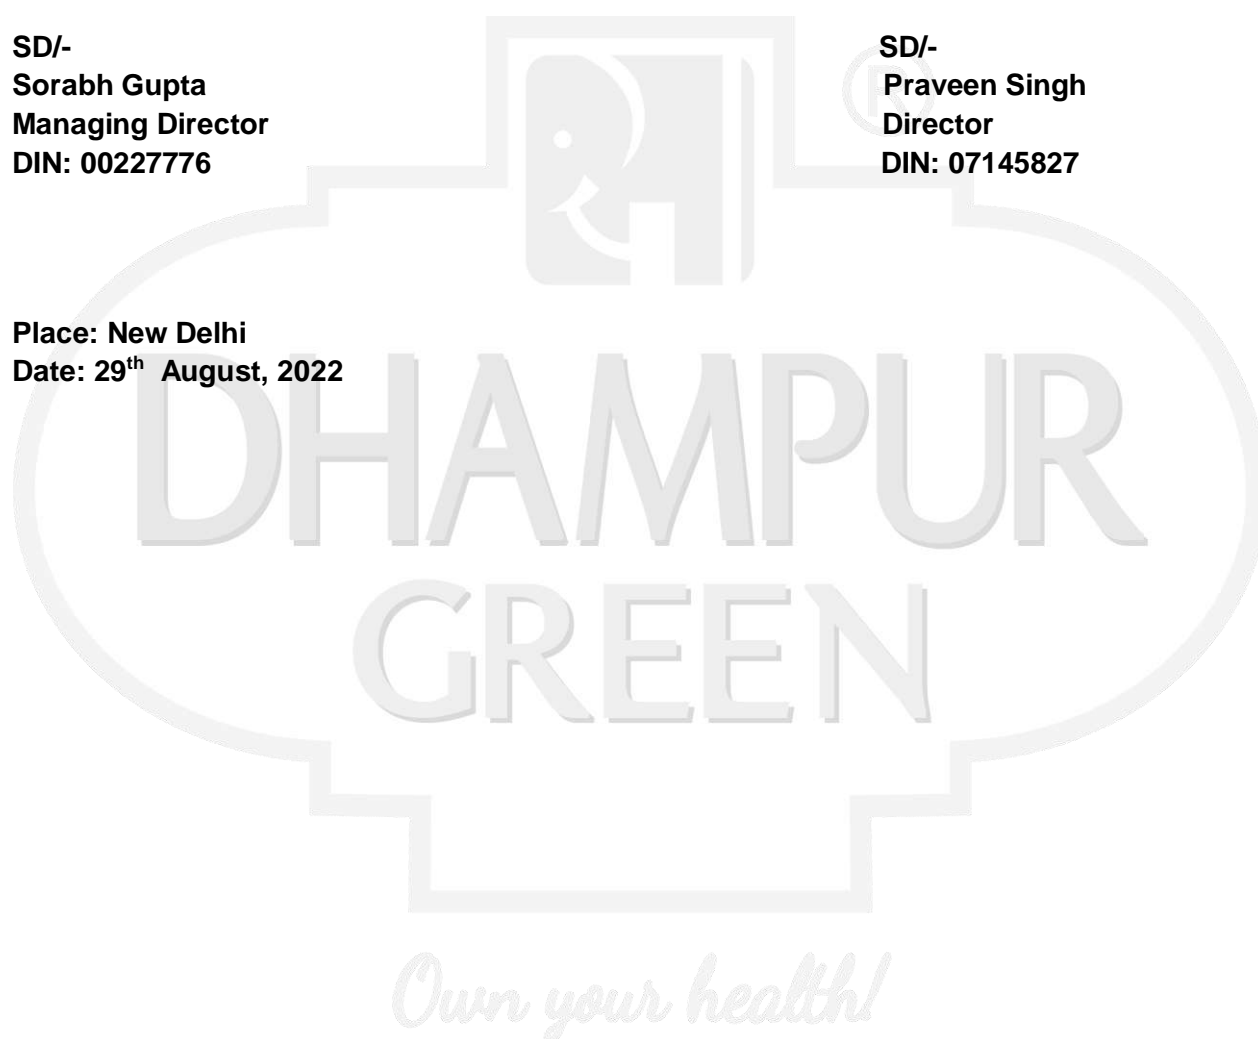 SD/- SD/-
Sorabh Gupta Praveen Singh
Managing Director Director
DIN: 00227776 DIN: 07145827
Place: New Delhi
Date: 29th August, 2022
®
DHAMPUR
GREEN
Own your health!